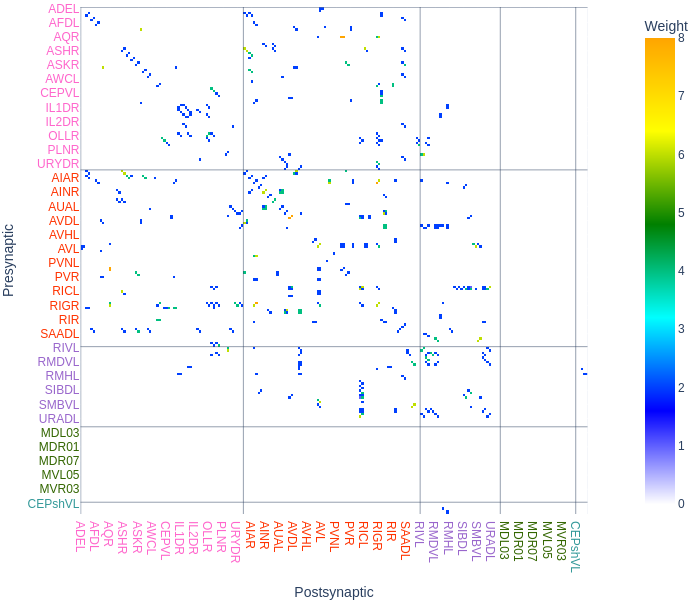 Weight
8
7
6
5
4
3
2
1
0
Presynaptic
ADEL
AFDL
AQR
ASHR
ASKR
AWCL
CEPVL
IL1DR
IL2DR
OLLR
PLNR
URYDR
AIAR
AINR
AUAL
AVDL
AVHL
AVL
PVNL
PVR
RICL
RIGR
RIR
SAADL
RIVL
RMDVL
RMHL
SIBDL
SMBVL
URADL
MDL03
MDR01
MDR07
MVL05
MVR03
CEPshVL
ADEL
AFDL
AQR
ASHR
ASKR
AWCL
CEPVL
IL1DR
IL2DR
OLLR
PLNR
URYDR
AIAR
AINR
AUAL
AVDL
AVHL
AVL
PVNL
PVR
RICL
RIGR
RIR
SAADL
RIVL
RMDVL
RMHL
SIBDL
SMBVL
URADL
MDL03
MDR01
MDR07
MVL05
MVR03
CEPshVL
Postsynaptic